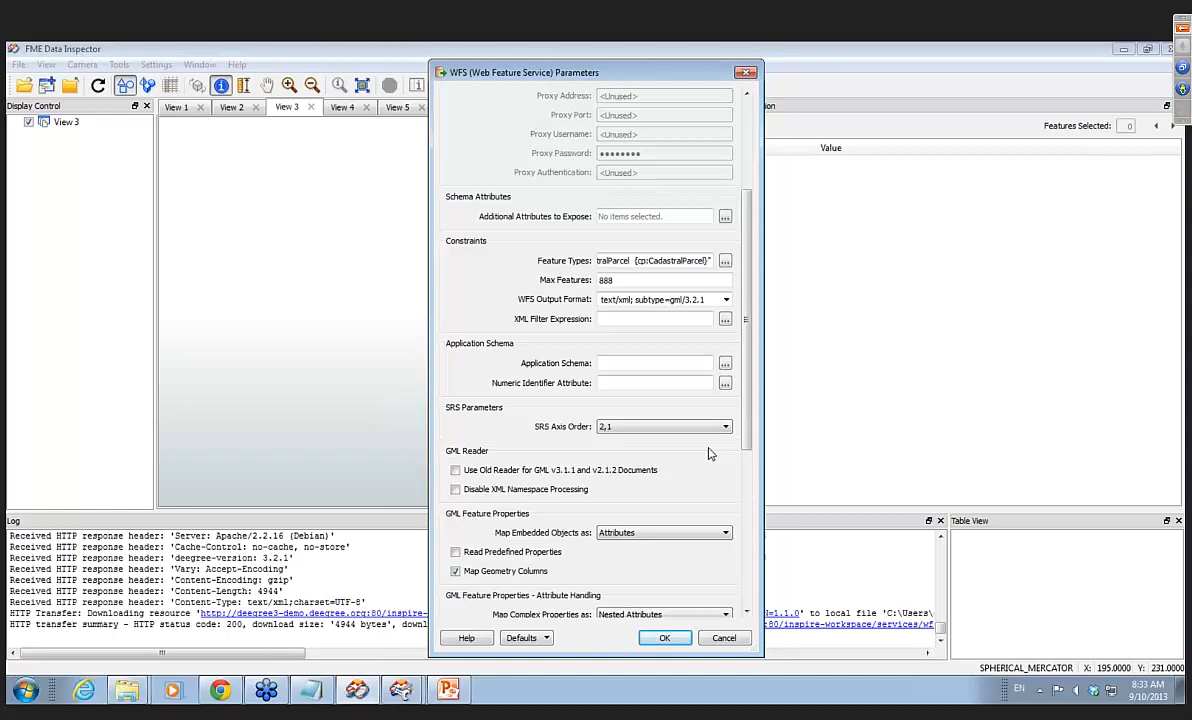 FME Data Inspector
File View Camera Tools Settings Window Help
Display Control
View 1 View 2 View 3 View 4 View 5
View 3
Features Selected: 0
Value
WFS (Web Feature Service) Parameters
Proxy Address: <Unused>
Proxy Port: <Unused>
Proxy Username: <Unused>
Proxy Password: ●●●●●●●●
Proxy Authentication: <Unused>
Schema Attributes
Additional Attributes to Expose: No items selected. ...
Constraints
Feature Types: tralParcel {cp:CadastralParcel}" ...
Max Features: 888
WFS Output Format: text/xml; subtype=gml/3.2.1
XML Filter Expression: ...
Application Schema
Application Schema: ...
Numeric Identifier Attribute: ...
SRS Parameters
SRS Axis Order: 2,1
GML Reader
Use Old Reader for GML v3.1.1 and v2.1.2 Documents
Disable XML Namespace Processing
GML Feature Properties
Map Embedded Objects as: Attributes
Read Predefined Properties
Map Geometry Columns
GML Feature Properties - Attribute Handling
Map Complex Properties as: Nested Attributes
Help Defaults OK Cancel
Log
Received HTTP response header: 'Server: Apache/2.2.16 (Debian)'
Received HTTP response header: 'Cache-Control: no-cache, no-store'
Received HTTP response header: 'deegree-version: 3.2.1'
Received HTTP response header: 'Vary: Accept-Encoding'
Received HTTP response header: 'Content-Encoding: gzip'
Received HTTP response header: 'Content-Length: 4944'
Received HTTP response header: 'Content-Type: text/xml;charset=UTF-8'
HTTP Transfer: Downloading resource 'http://deegree3-demo.deegree.org:80/inspire- N=1.1.0" to local file 'C:\Users\
HTTP transfer summary - HTTP status code: 200, download size: '4944 bytes', downl :80/inspire-workspace/services/wf
Table View
SPHERICAL_MERCATOR X: 195.0000 Y: 231.0000
EN
8:33 AM
9/10/2013